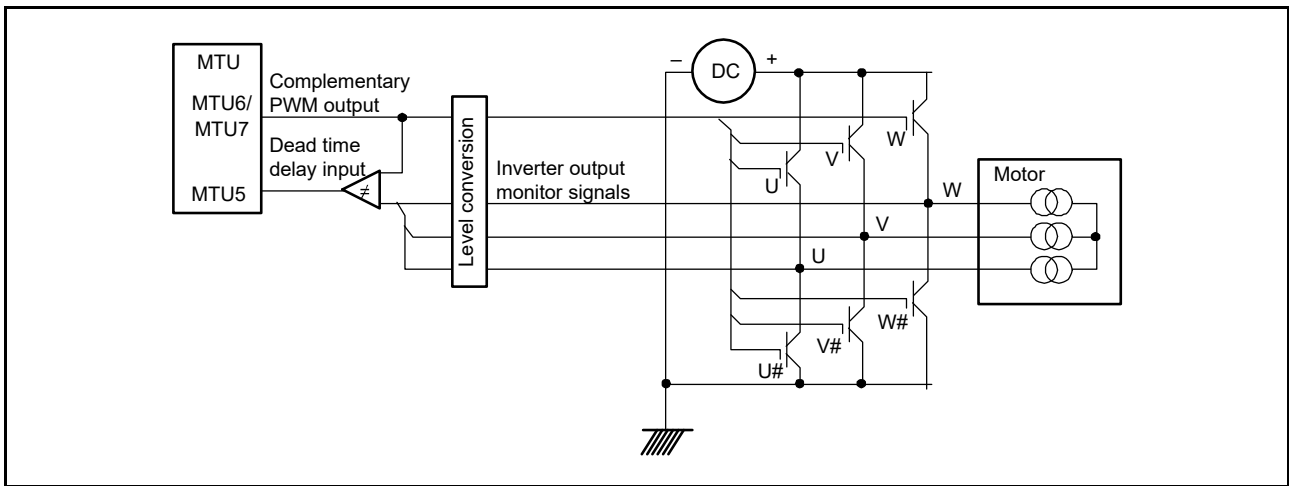 MTU
MTU6/
MTU7
MTU5
Complementary
PWM output
Dead time
delay input
≠
Level conversion
Inverter output
monitor signals
– DC +
W
V
U
W
V
U
W#
V#
U#
Motor